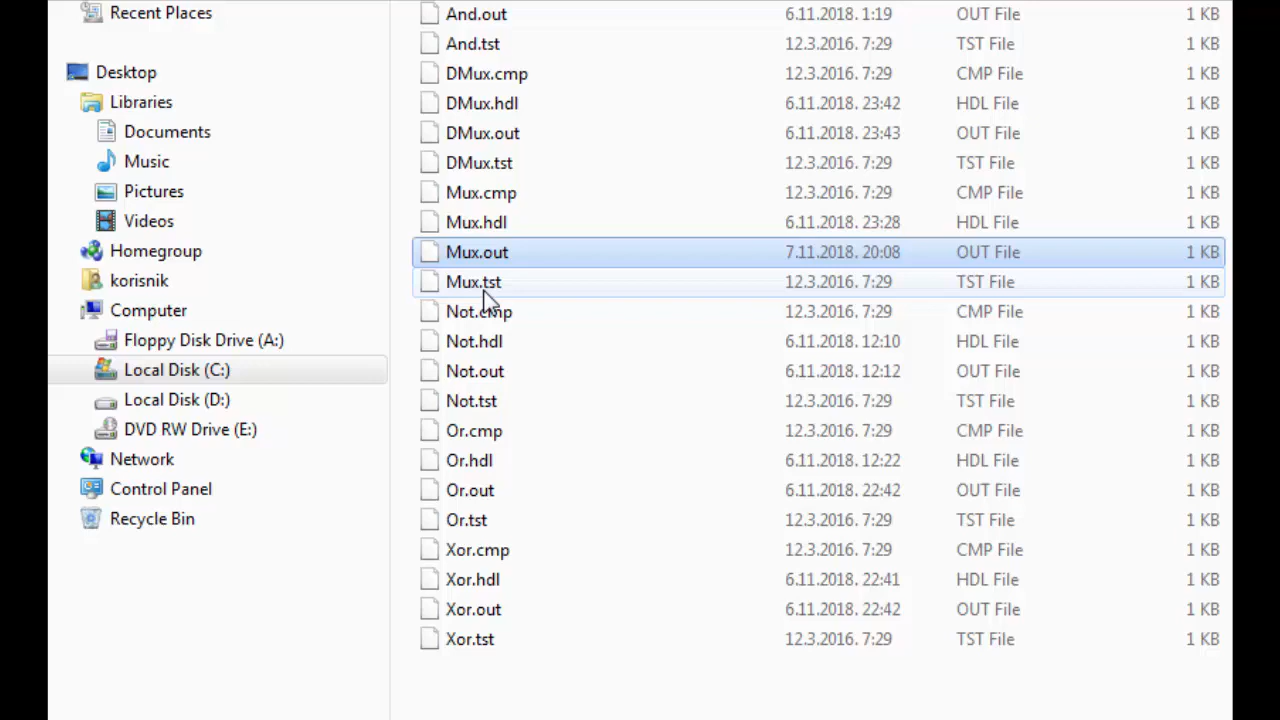 Recent Places
Desktop
Libraries
Documents
Music
Pictures
Videos
Homegroup
korisnik
Computer
Floppy Disk Drive (A:)
Local Disk (C:)
Local Disk (D:)
DVD RW Drive (E:)
Network
Control Panel
Recycle Bin
And.out 6.11.2018. 1:19 OUT File 1 KB
And.tst 12.3.2016. 7:29 TST File 1 KB
DMux.cmp 12.3.2016. 7:29 CMP File 1 KB
DMux.hdl 6.11.2018. 23:42 HDL File 1 KB
DMux.out 6.11.2018. 23:43 OUT File 1 KB
DMux.tst 12.3.2016. 7:29 TST File 1 KB
Mux.cmp 12.3.2016. 7:29 CMP File 1 KB
Mux.hdl 6.11.2018. 23:28 HDL File 1 KB
Mux.out 7.11.2018. 20:08 OUT File 1 KB
Mux.tst 12.3.2016. 7:29 TST File 1 KB
Not.cmp 12.3.2016. 7:29 CMP File 1 KB
Not.hdl 6.11.2018. 12:10 HDL File 1 KB
Not.out 6.11.2018. 12:12 OUT File 1 KB
Not.tst 12.3.2016. 7:29 TST File 1 KB
Or.cmp 12.3.2016. 7:29 CMP File 1 KB
Or.hdl 6.11.2018. 12:22 HDL File 1 KB
Or.out 6.11.2018. 22:42 OUT File 1 KB
Or.tst 12.3.2016. 7:29 TST File 1 KB
Xor.cmp 12.3.2016. 7:29 CMP File 1 KB
Xor.hdl 6.11.2018. 22:41 HDL File 1 KB
Xor.out 6.11.2018. 22:42 OUT File 1 KB
Xor.tst 12.3.2016. 7:29 TST File 1 KB